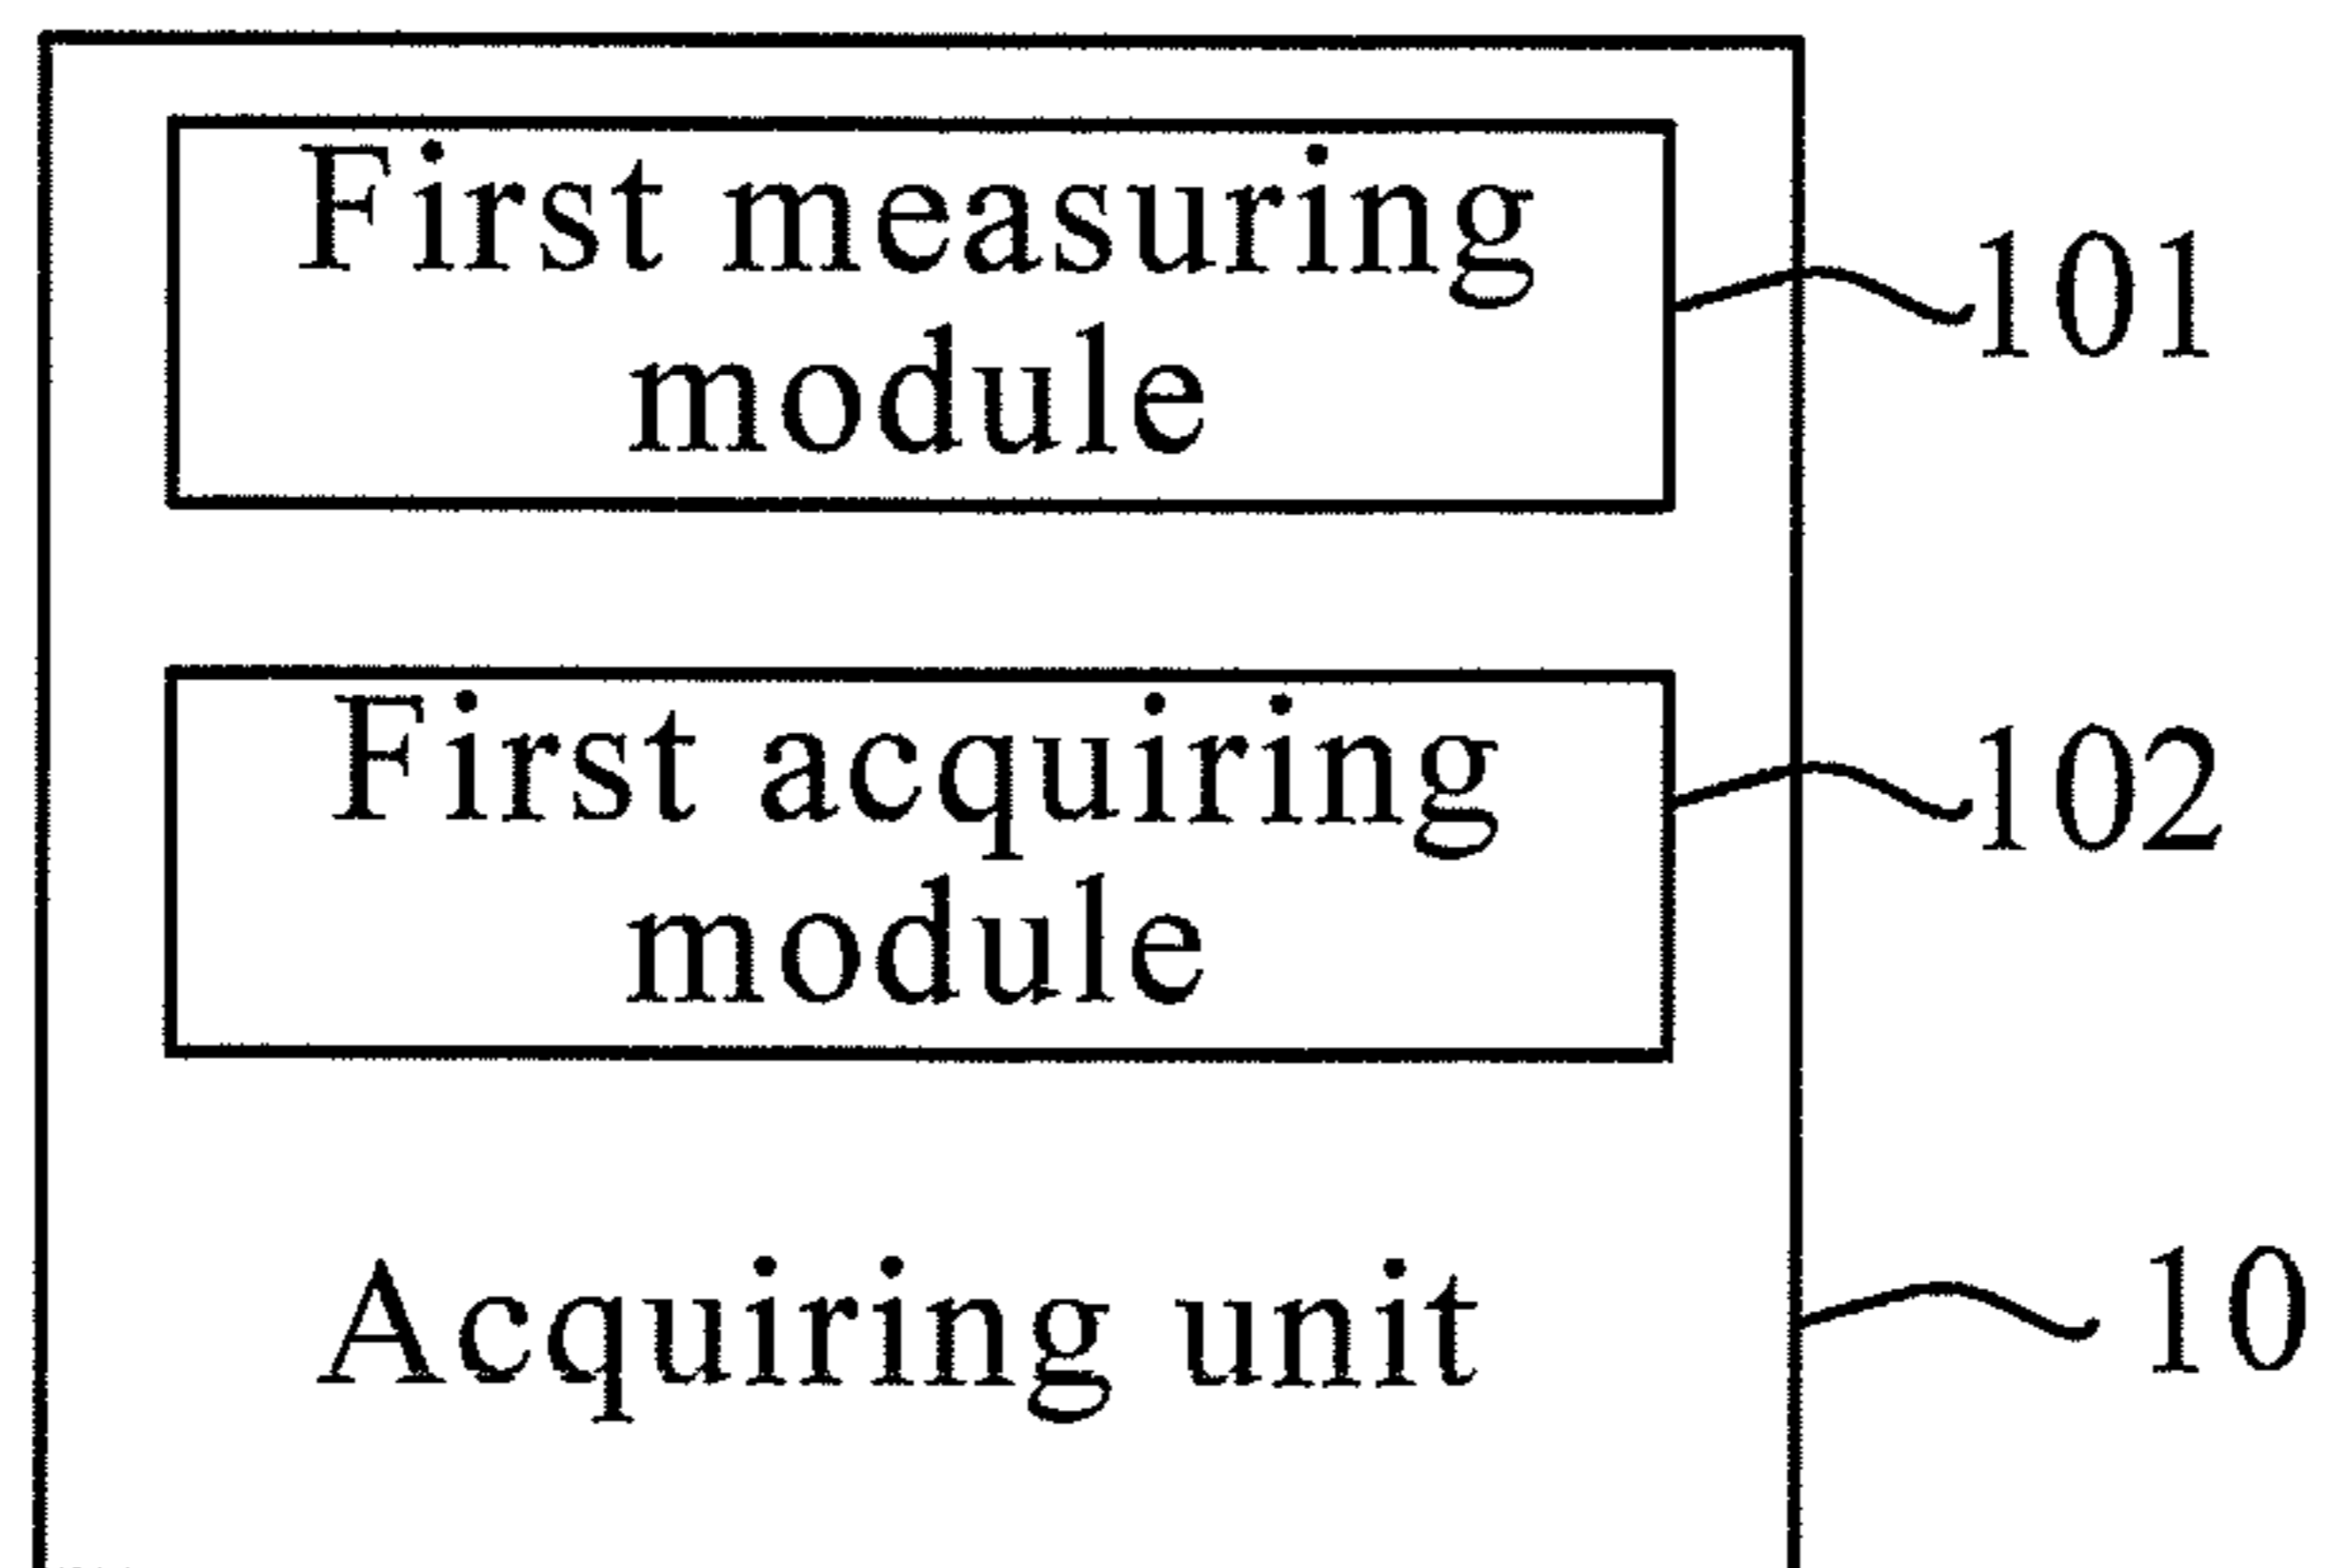 First measuring
module
101
First acquiring
module
102
Acquiring unit
10